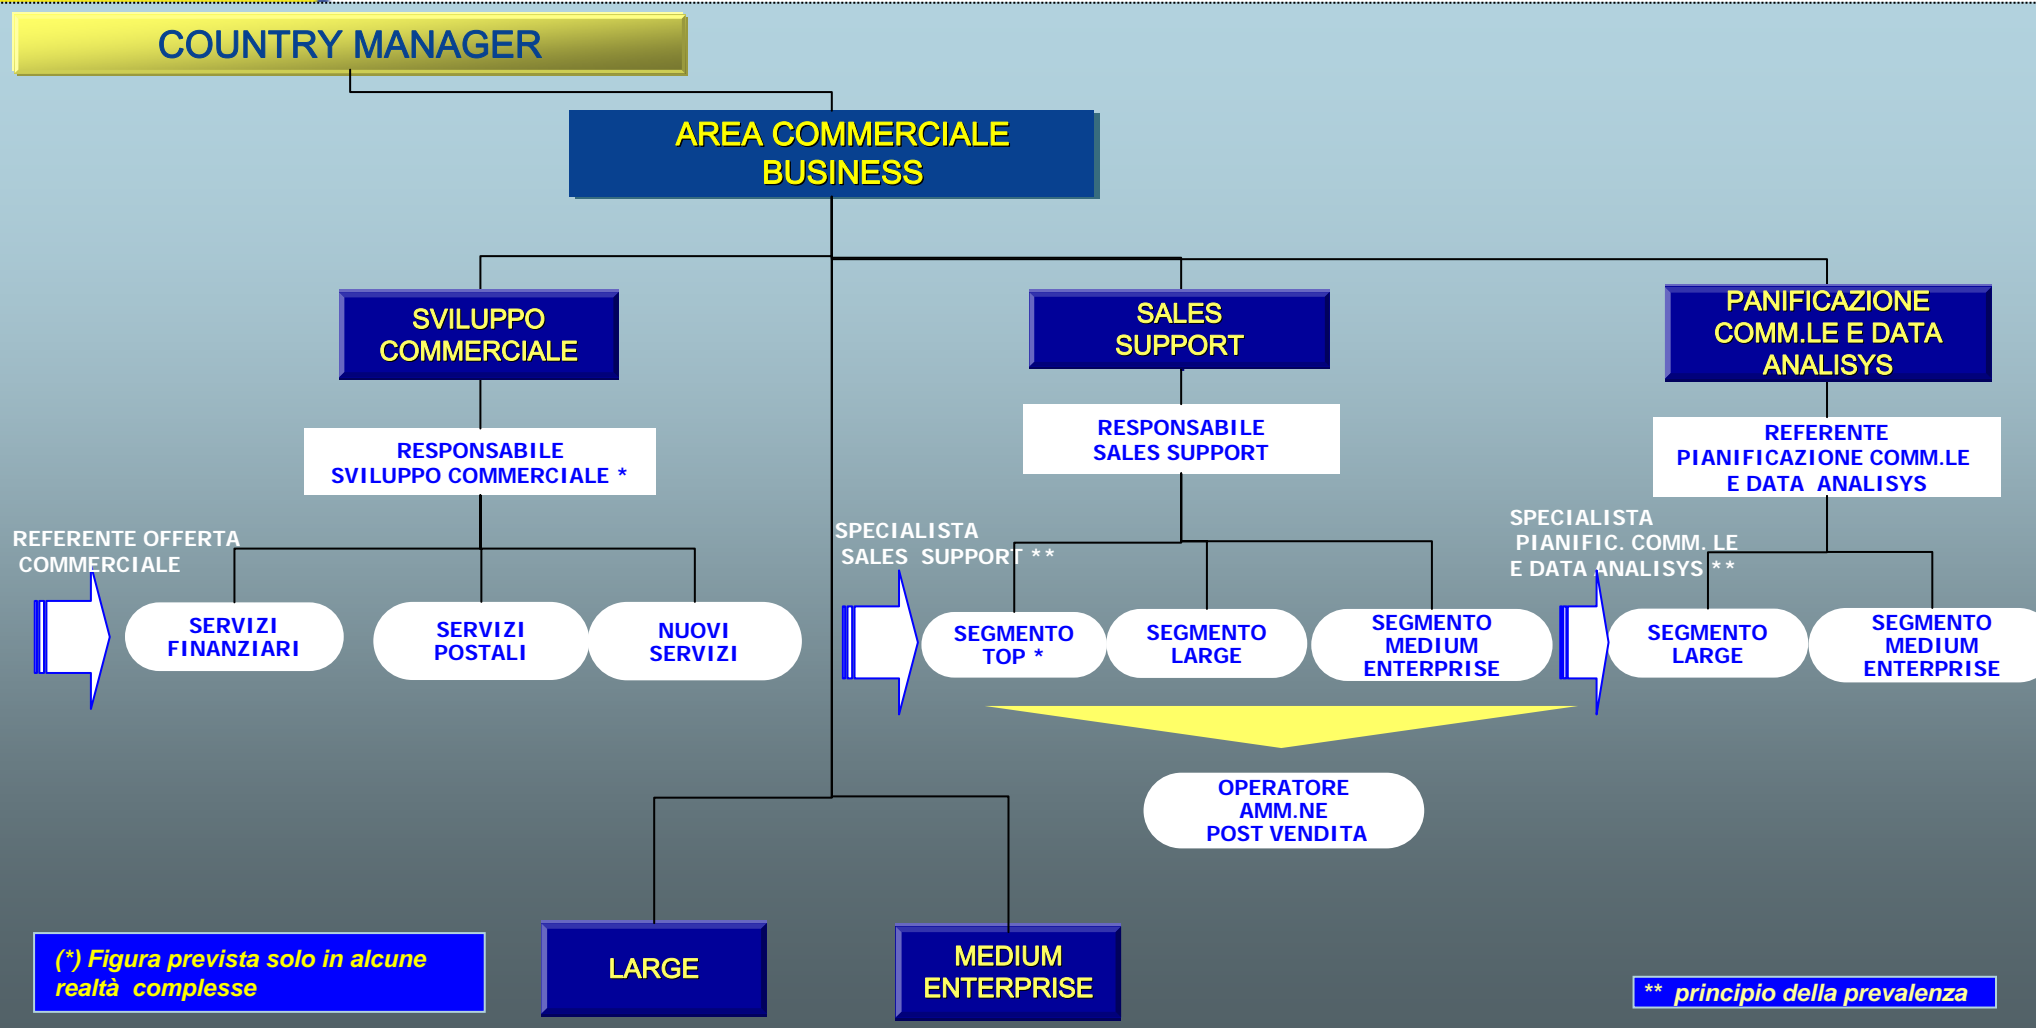 COUNTRY MANAGER
AREA COMMERCIALE
BUSINESS
SVILUPPO
COMMERCIALE
SALES
SUPPORT
PANIFICAZIONE
COMM.LE E DATA
ANALISYS
RESPONSABILE
SVILUPPO COMMERCIALE *
RESPONSABILE
SALES SUPPORT
REFERENTE
PIANIFICAZIONE COMM.LE
E DATA ANALISYS
REFERENTE OFFERTA
COMMERCIALE
SERVIZI
FINANZIARI
SERVIZI
POSTALI
NUOVI
SERVIZI
SPECIALISTA
SALES SUPPORT **
SEGMENTO
TOP *
SEGMENTO
LARGE
SEGMENTO
MEDIUM
ENTERPRISE
SPECIALISTA
PIANIFIC. COMM. LE
E DATA ANALISYS **
SEGMENTO
LARGE
SEGMENTO
MEDIUM
ENTERPRISE
OPERATORE
AMM.NE
POST VENDITA
LARGE
MEDIUM
ENTERPRISE
(*) Figura prevista solo in alcune
realtà complesse
** principio della prevalenza